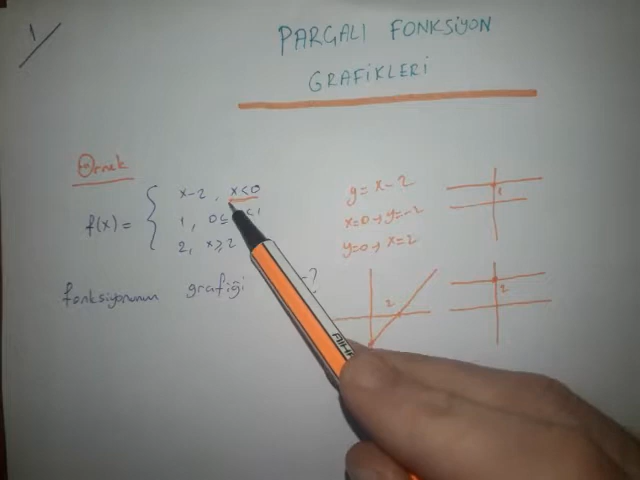 1
PARÇALI FONKSİYON
GRAFİKLERİ
Örnek
x-2, x<0
f(x)= 1, 0≤
2, x≥2
fonksiyonunun grafiği ?
y=x-2
x=0→y=-2
y=0→x=2
1
2
2